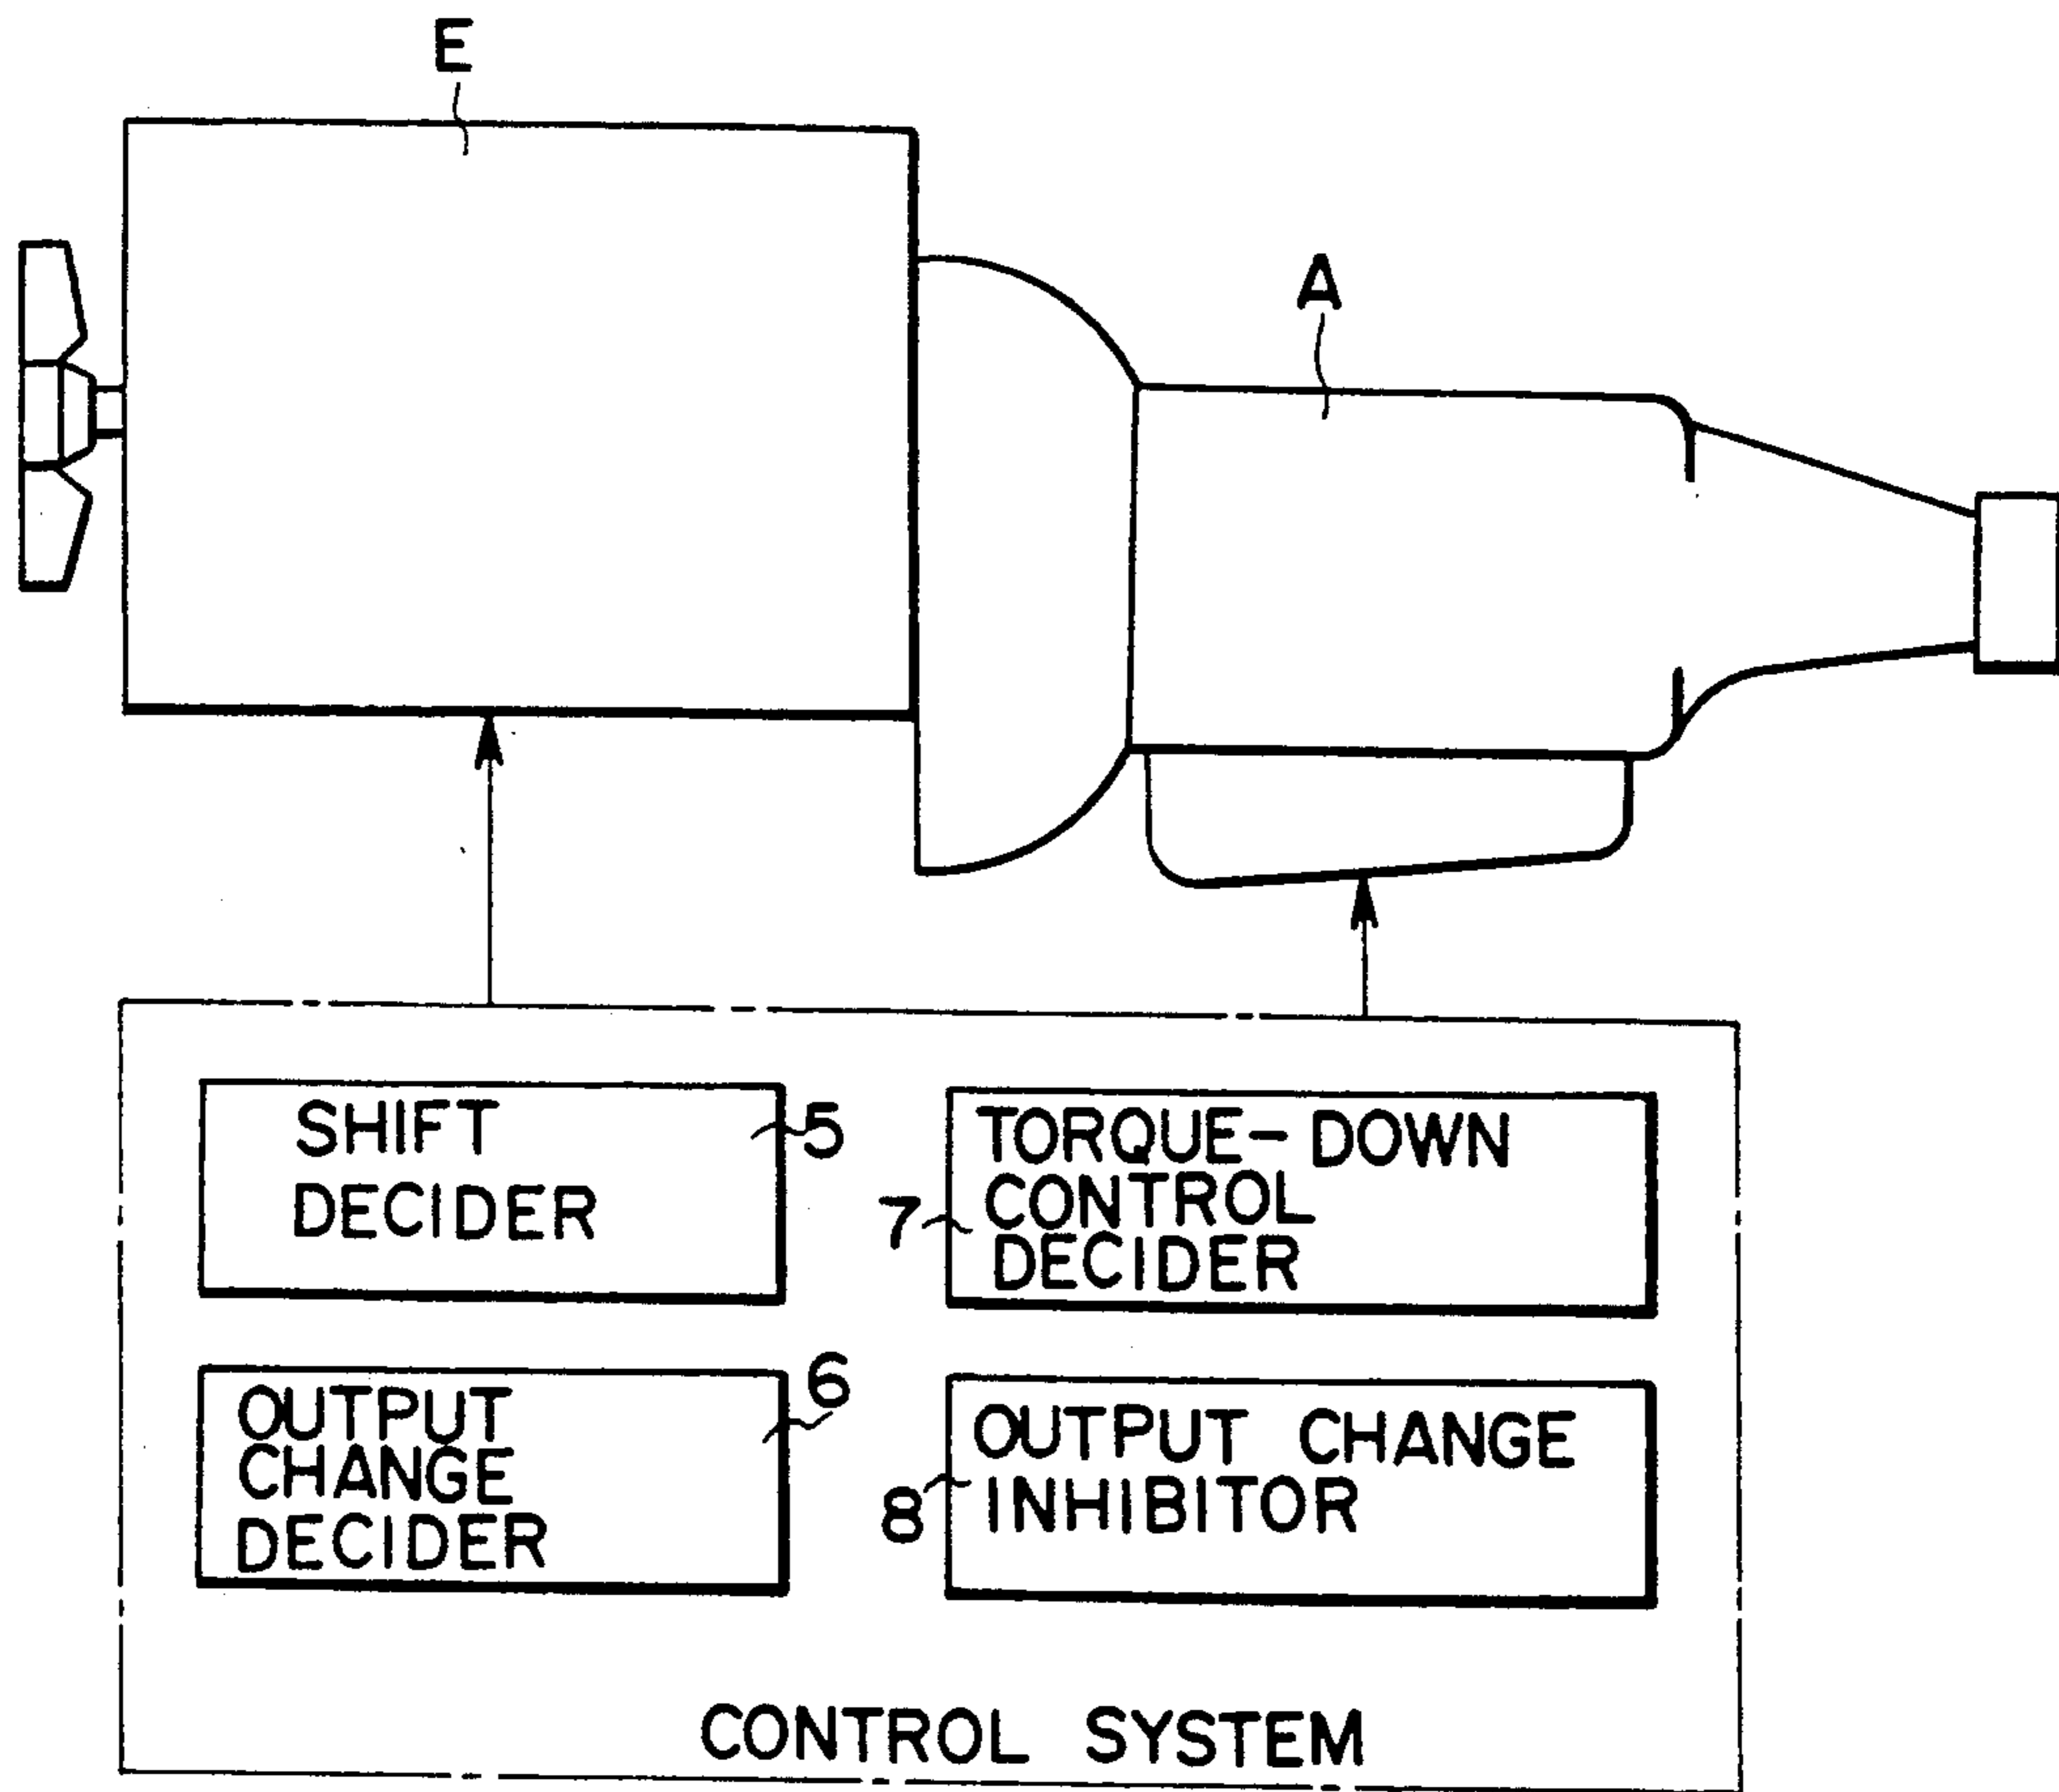 E
A
SHIFT
DECIDER
5
TORQUE-DOWN
CONTROL
DECIDER
7
OUTPUT
CHANGE
DECIDER
6
OUTPUT CHANGE
INHIBITOR
8
CONTROL SYSTEM